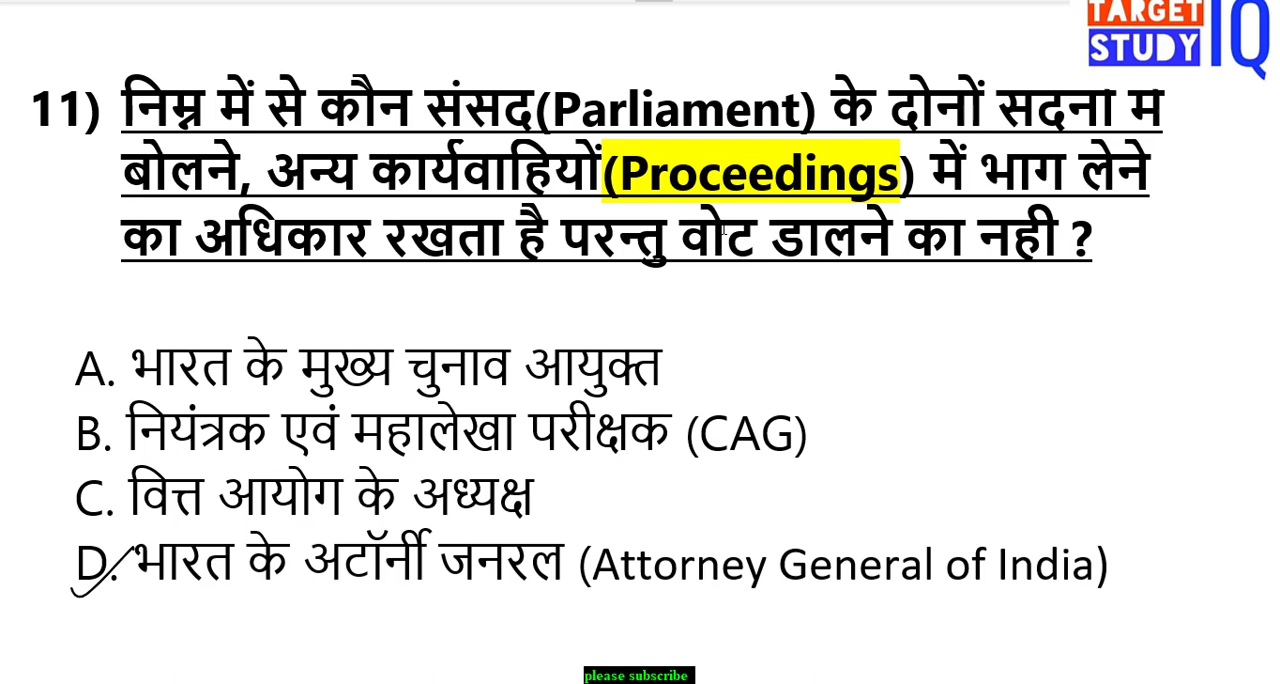 TARGET
STUDY IQ
11) निम्न में से कौन संसद(Parliament) के दोनों सदनों में
बोलने, अन्य कार्यवाहियों(Proceedings) में भाग लेने
का अधिकार रखता है परन्तु वोट डालने का नही ?
A. भारत के मुख्य चुनाव आयुक्त
B. नियंत्रक एवं महालेखा परीक्षक (CAG)
C. वित्त आयोग के अध्यक्ष
D. भारत के अटॉर्नी जनरल (Attorney General of India)
please subscribe